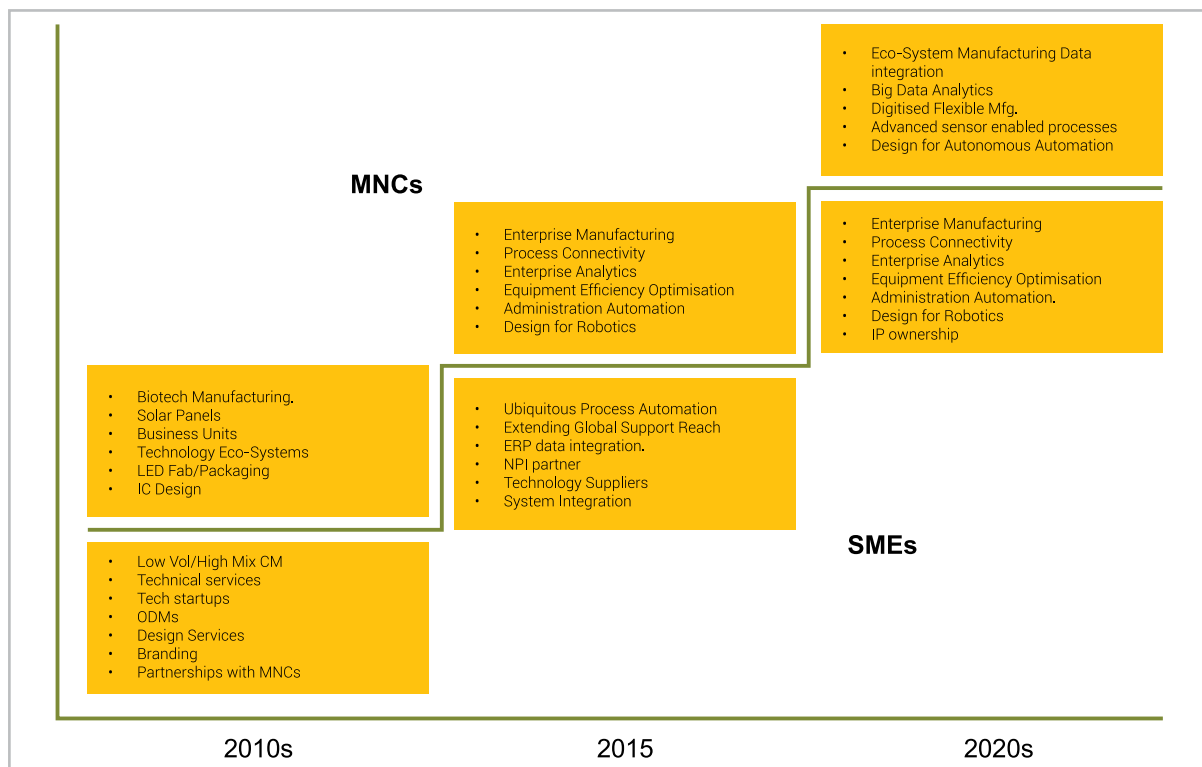 MNCs
SMEs
• Biotech Manufacturing.
• Solar Panels
• Business Units
• Technology Eco-Systems
• LED Fab/Packaging
• IC Design
• Low Vol/High Mix CM
• Technical services
• Tech startups
• ODMs
• Design Services
• Branding
• Partnerships with MNCs
• Enterprise Manufacturing
• Process Connectivity
• Enterprise Analytics
• Equipment Efficiency Optimisation
• Administration Automation
• Design for Robotics
• Ubiquitous Process Automation
• Extending Global Support Reach
• ERP data integration.
• NPI partner
• Technology Suppliers
• System Integration
• Eco-System Manufacturing Data
integration
• Big Data Analytics
• Digitised Flexible Mfg.
• Advanced sensor enabled processes
• Design for Autonomous Automation
• Enterprise Manufacturing
• Process Connectivity
• Enterprise Analytics
• Equipment Efficiency Optimisation
• Administration Automation.
• Design for Robotics
• IP ownership
2010s
2015
2020s